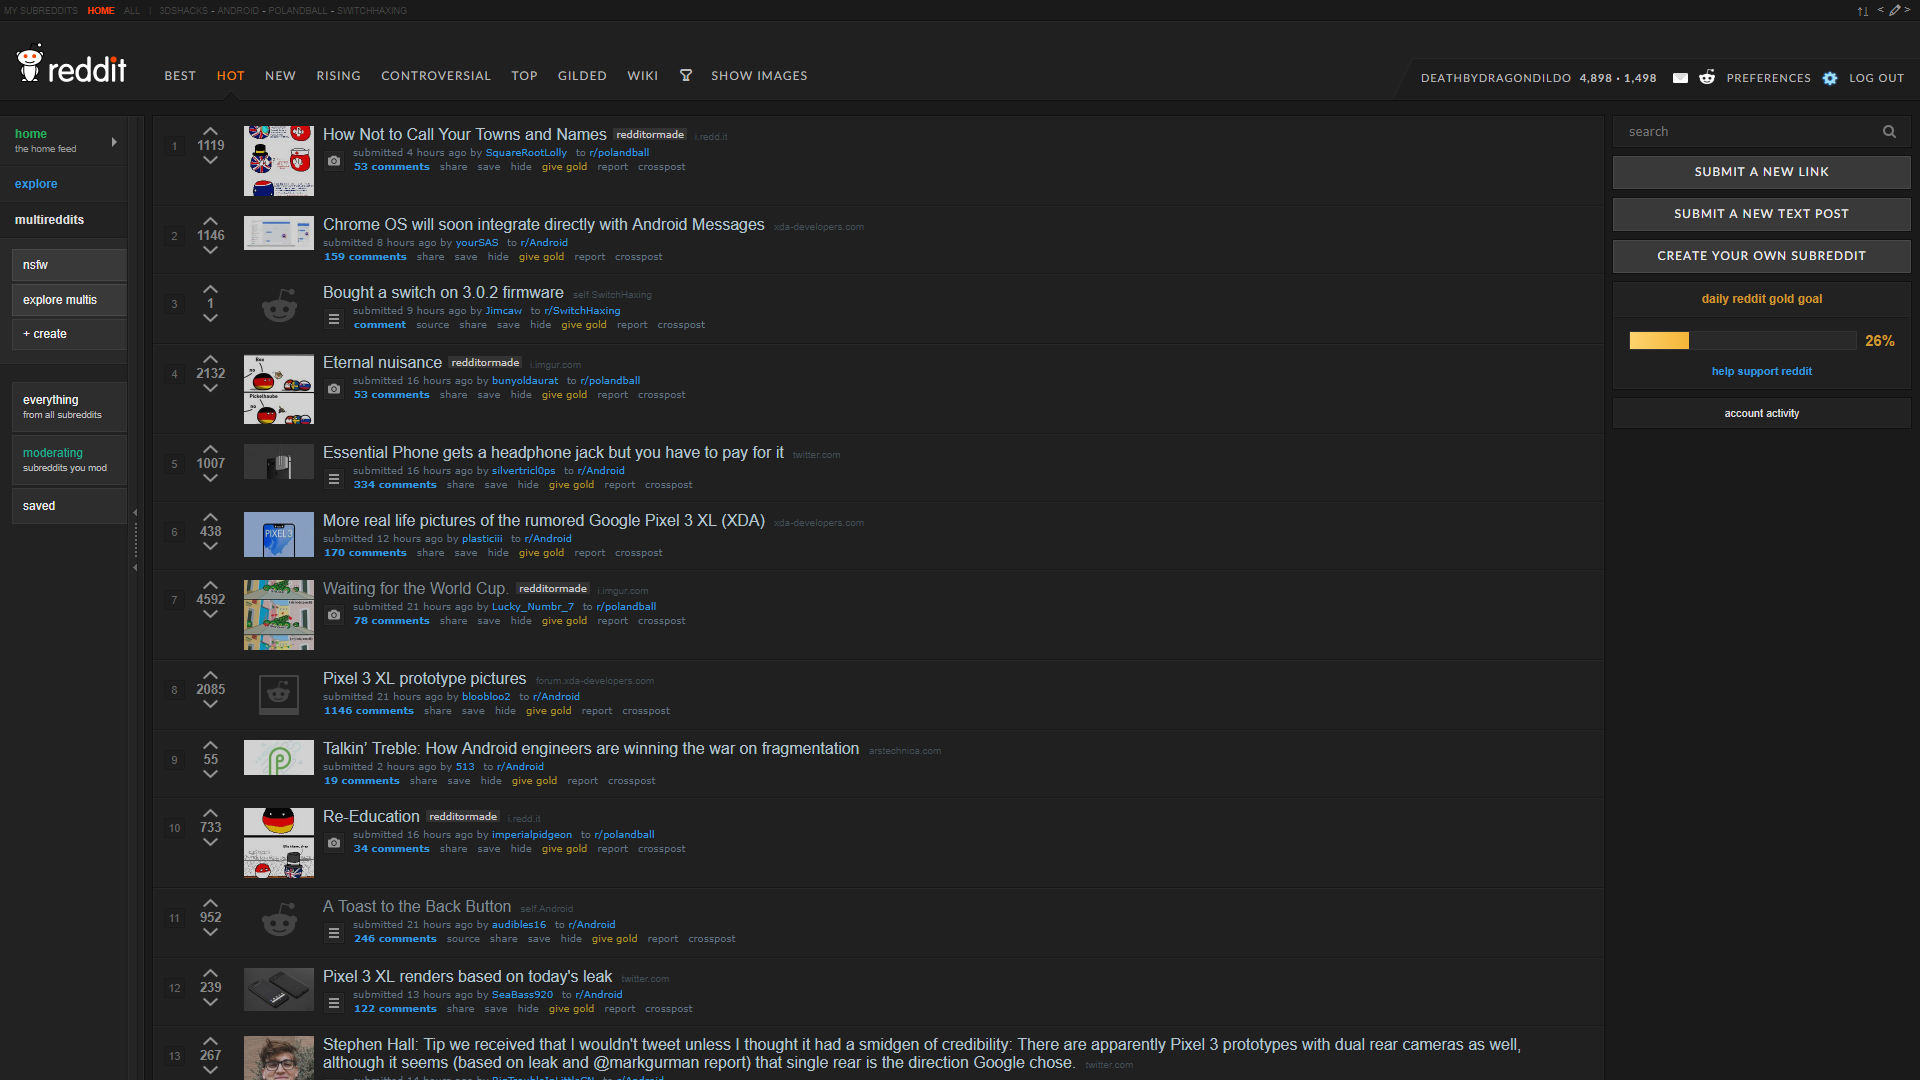 MY SUBREDDITS HOME ALL | 3DSHACKS - ANDROID - POLANDBALL - SWITCHHAXING
reddit
BEST HOT NEW RISING CONTROVERSIAL TOP GILDED WIKI SHOW IMAGES
DEATHBYDRAGONDILDO 4,898 • 1,498 PREFERENCES LOG OUT
home
the home feed
explore
multireddits
nsfw
explore multis
+ create
everything
from all subreddits
moderating
subreddits you mod
saved
1
1119
How Not to Call Your Towns and Names redditormade i.redd.it
submitted 4 hours ago by SquareRootLolly to r/polandball
53 comments share save hide give gold report crosspost
2
1146
Chrome OS will soon integrate directly with Android Messages xda-developers.com
submitted 8 hours ago by yourSAS to r/Android
159 comments share save hide give gold report crosspost
3
1
Bought a switch on 3.0.2 firmware self.SwitchHaxing
submitted 9 hours ago by Jimcaw to r/SwitchHaxing
comment source share save hide give gold report crosspost
4
2132
Boo
no
Pickelhaube
no
Eternal nuisance redditormade i.imgur.com
submitted 16 hours ago by bunyoldaurat to r/polandball
53 comments share save hide give gold report crosspost
5
1007
Essential Phone gets a headphone jack but you have to pay for it twitter.com
submitted 16 hours ago by silvertricl0ps to r/Android
334 comments share save hide give gold report crosspost
6
438
PIXEL 3
More real life pictures of the rumored Google Pixel 3 XL (XDA) xda-developers.com
submitted 12 hours ago by plasticiii to r/Android
170 comments share save hide give gold report crosspost
7
4592
Waiting for the World Cup. redditormade i.imgur.com
submitted 21 hours ago by Lucky_Numbr_7 to r/polandball
78 comments share save hide give gold report crosspost
8
2085
Pixel 3 XL prototype pictures forum.xda-developers.com
submitted 21 hours ago by bloobloo2 to r/Android
1146 comments share save hide give gold report crosspost
9
55
Talkin' Treble: How Android engineers are winning the war on fragmentation arstechnica.com
submitted 2 hours ago by 513 to r/Android
19 comments share save hide give gold report crosspost
10
733
Re-Education redditormade i.redd.it
submitted 16 hours ago by imperialpidgeon to r/polandball
34 comments share save hide give gold report crosspost
11
952
A Toast to the Back Button self.Android
submitted 21 hours ago by audibles16 to r/Android
246 comments source share save hide give gold report crosspost
12
239
Pixel 3 XL renders based on today's leak twitter.com
submitted 13 hours ago by SeaBass920 to r/Android
122 comments share save hide give gold report crosspost
13
267
Stephen Hall: Tip we received that I wouldn't tweet unless I thought it had a smidgen of credibility: There are apparently Pixel 3 prototypes with dual rear cameras as well,
although it seems (based on leak and @markgurman report) that single rear is the direction Google chose. twitter.com
submitted 14 hours ago by BigTroubleInLittleCN to r/Android
search
SUBMIT A NEW LINK
SUBMIT A NEW TEXT POST
CREATE YOUR OWN SUBREDDIT
daily reddit gold goal
26%
help support reddit
account activity